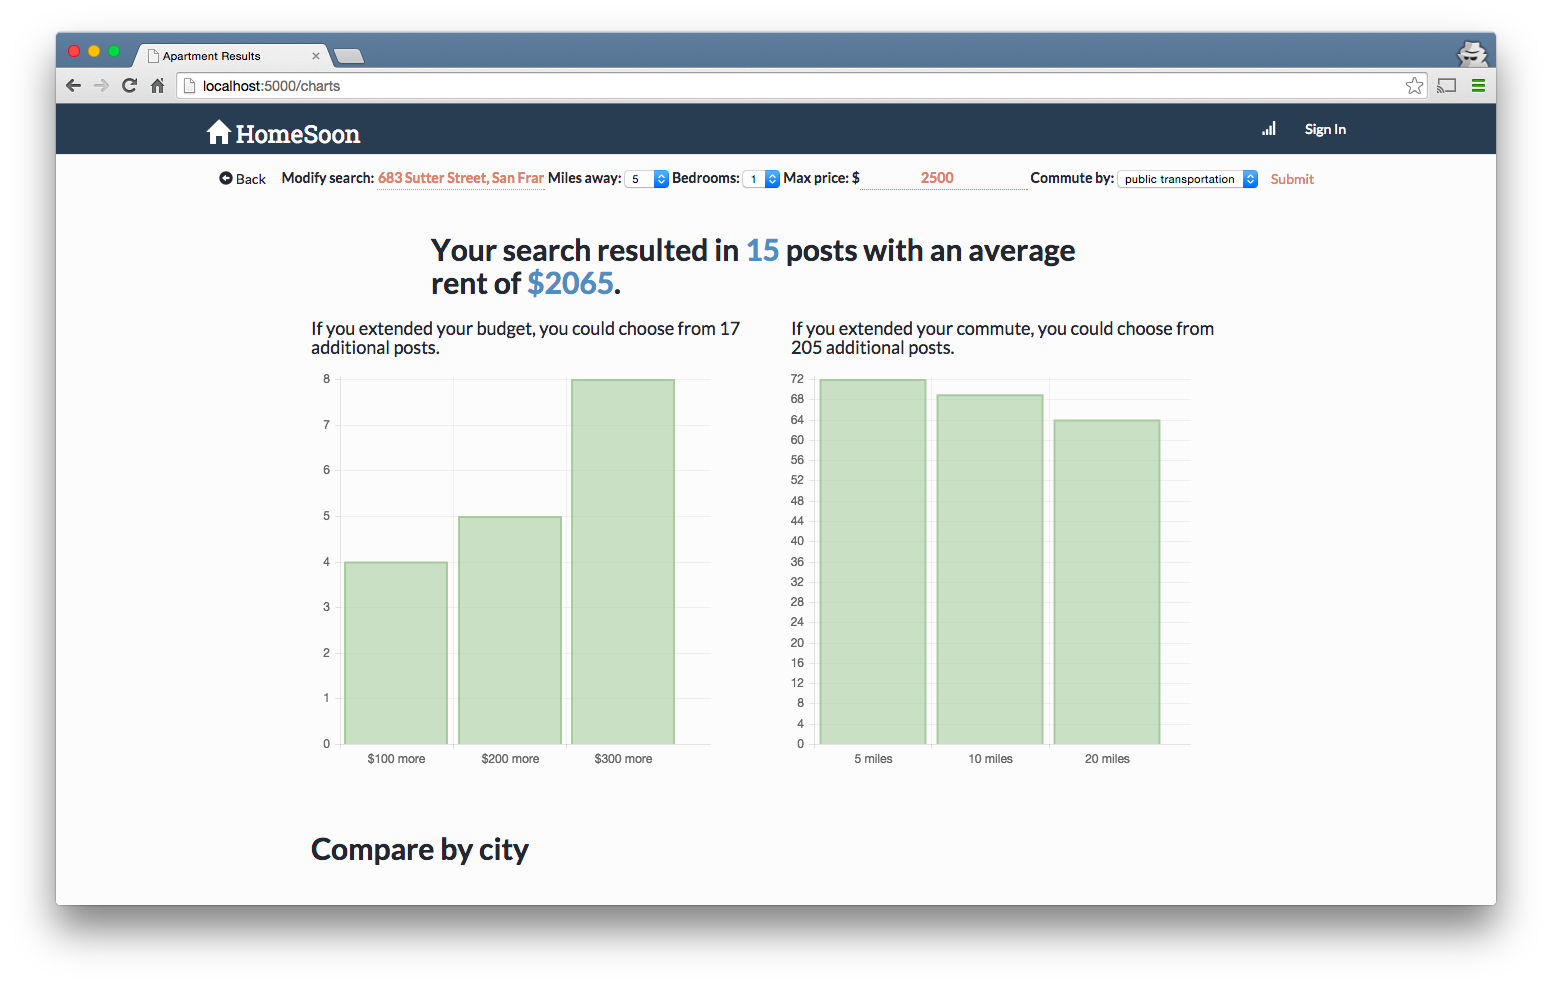 Apartment Results
localhost:5000/charts
HomeSoon
Sign In
Back Modify search: 683 Sutter Street, San Fran Miles away: 5 Bedrooms: 1 Max price: $ 2500 Commute by: public transportation Submit
Your search resulted in 15 posts with an average
rent of $2065.
If you extended your budget, you could choose from 17
additional posts.
8
7
6
5
4
3
2
1
0
$100 more $200 more $300 more
If you extended your commute, you could choose from
205 additional posts.
72
68
64
60
56
52
48
44
40
36
32
28
24
20
16
12
8
4
0
5 miles 10 miles 20 miles
Compare by city